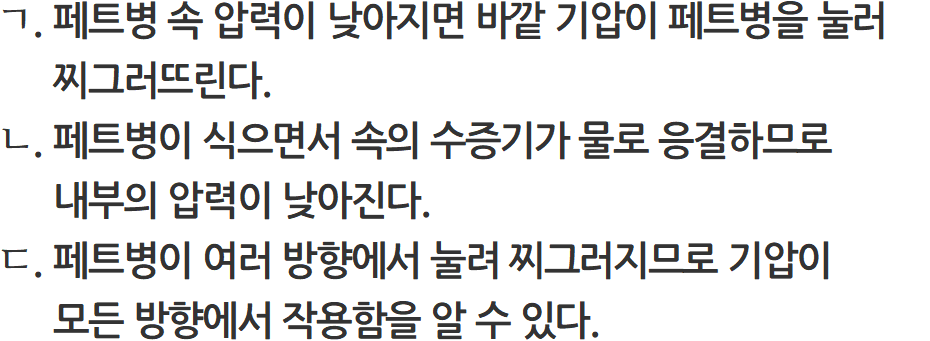 ㄱ. 페트병 속 압력이 낮아지면 바깥 기압이 페트병을 눌러
찌그러뜨린다.
ㄴ. 페트병이 식으면서 속의 수증기가 물로 응결하므로
내부의 압력이 낮아진다.
ㄷ. 페트병이 여러 방향에서 눌려 찌그러지므로 기압이
모든 방향에서 작용함을 알 수 있다.